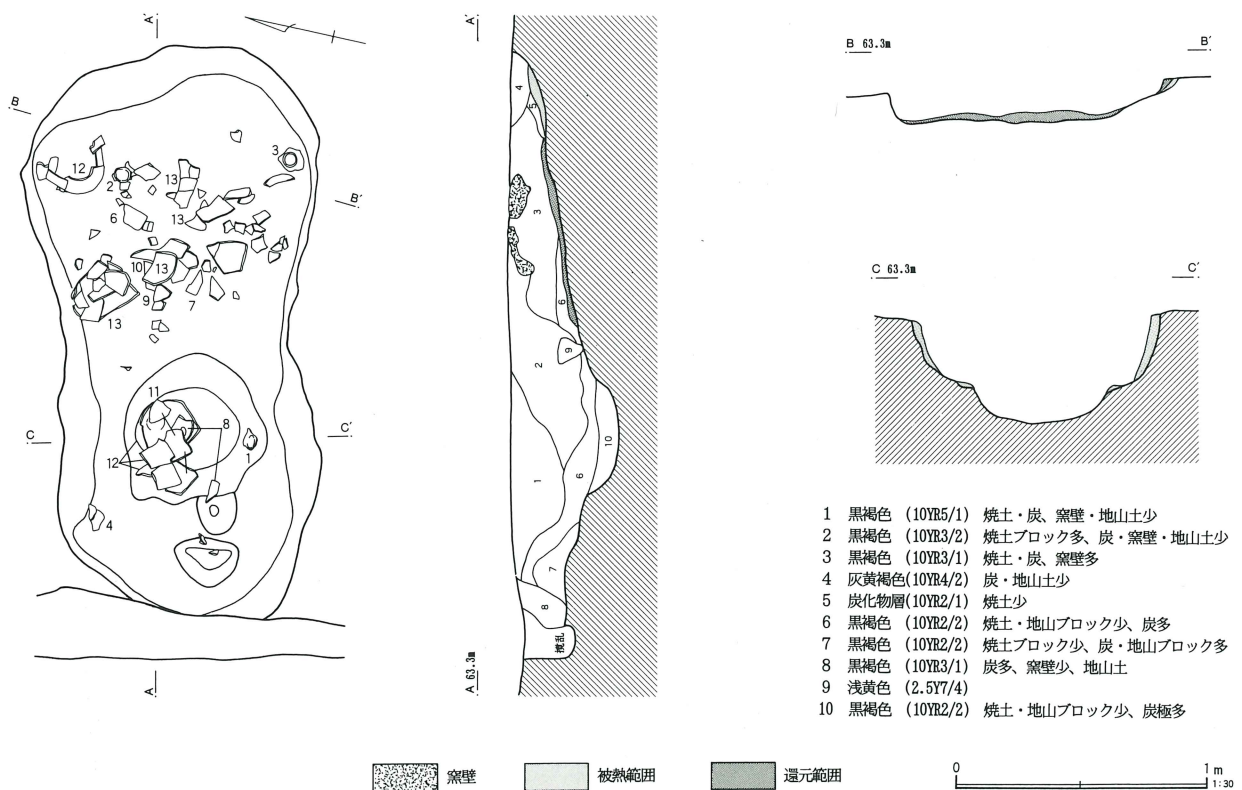 A′
B
12
2
13
3
6
13
B′
10
13
9
7
13
11
8
C
C′
12
1
4
A
A′
4
5
3
6
9
2
10
1
6
7
8
撹乱
A 63.3m
B 63.3m
B′
C 63.3m
C′
1 黒褐色 (10YR5/1) 焼土・炭、窯壁・地山土少
2 黒褐色 (10YR3/2) 焼土ブロック多、炭・窯壁・地山土少
3 黒褐色 (10YR3/1) 焼土・炭、窯壁多
4 灰黄褐色(10YR4/2) 炭・地山土少
5 炭化物層(10YR2/1) 焼土少
6 黒褐色 (10YR2/2) 焼土・地山ブロック少、炭多
7 黒褐色 (10YR2/2) 焼土ブロック少、炭・地山ブロック多
8 黒褐色 (10YR3/1) 炭多、窯壁少、地山土
9 浅黄色 (2.5Y7/4)
10 黒褐色 (10YR2/2) 焼土・地山ブロック少、炭極多
窯壁
被熱範囲
還元範囲
0 1m
1:30